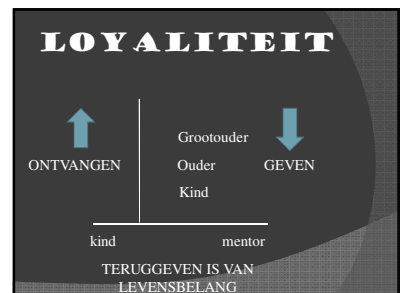 LOYALITEIT
Grootouder
ONTVANGEN Ouder GEVEN
Kind
kind mentor
TERUGGEVEN IS VAN
LEVENSBELANG